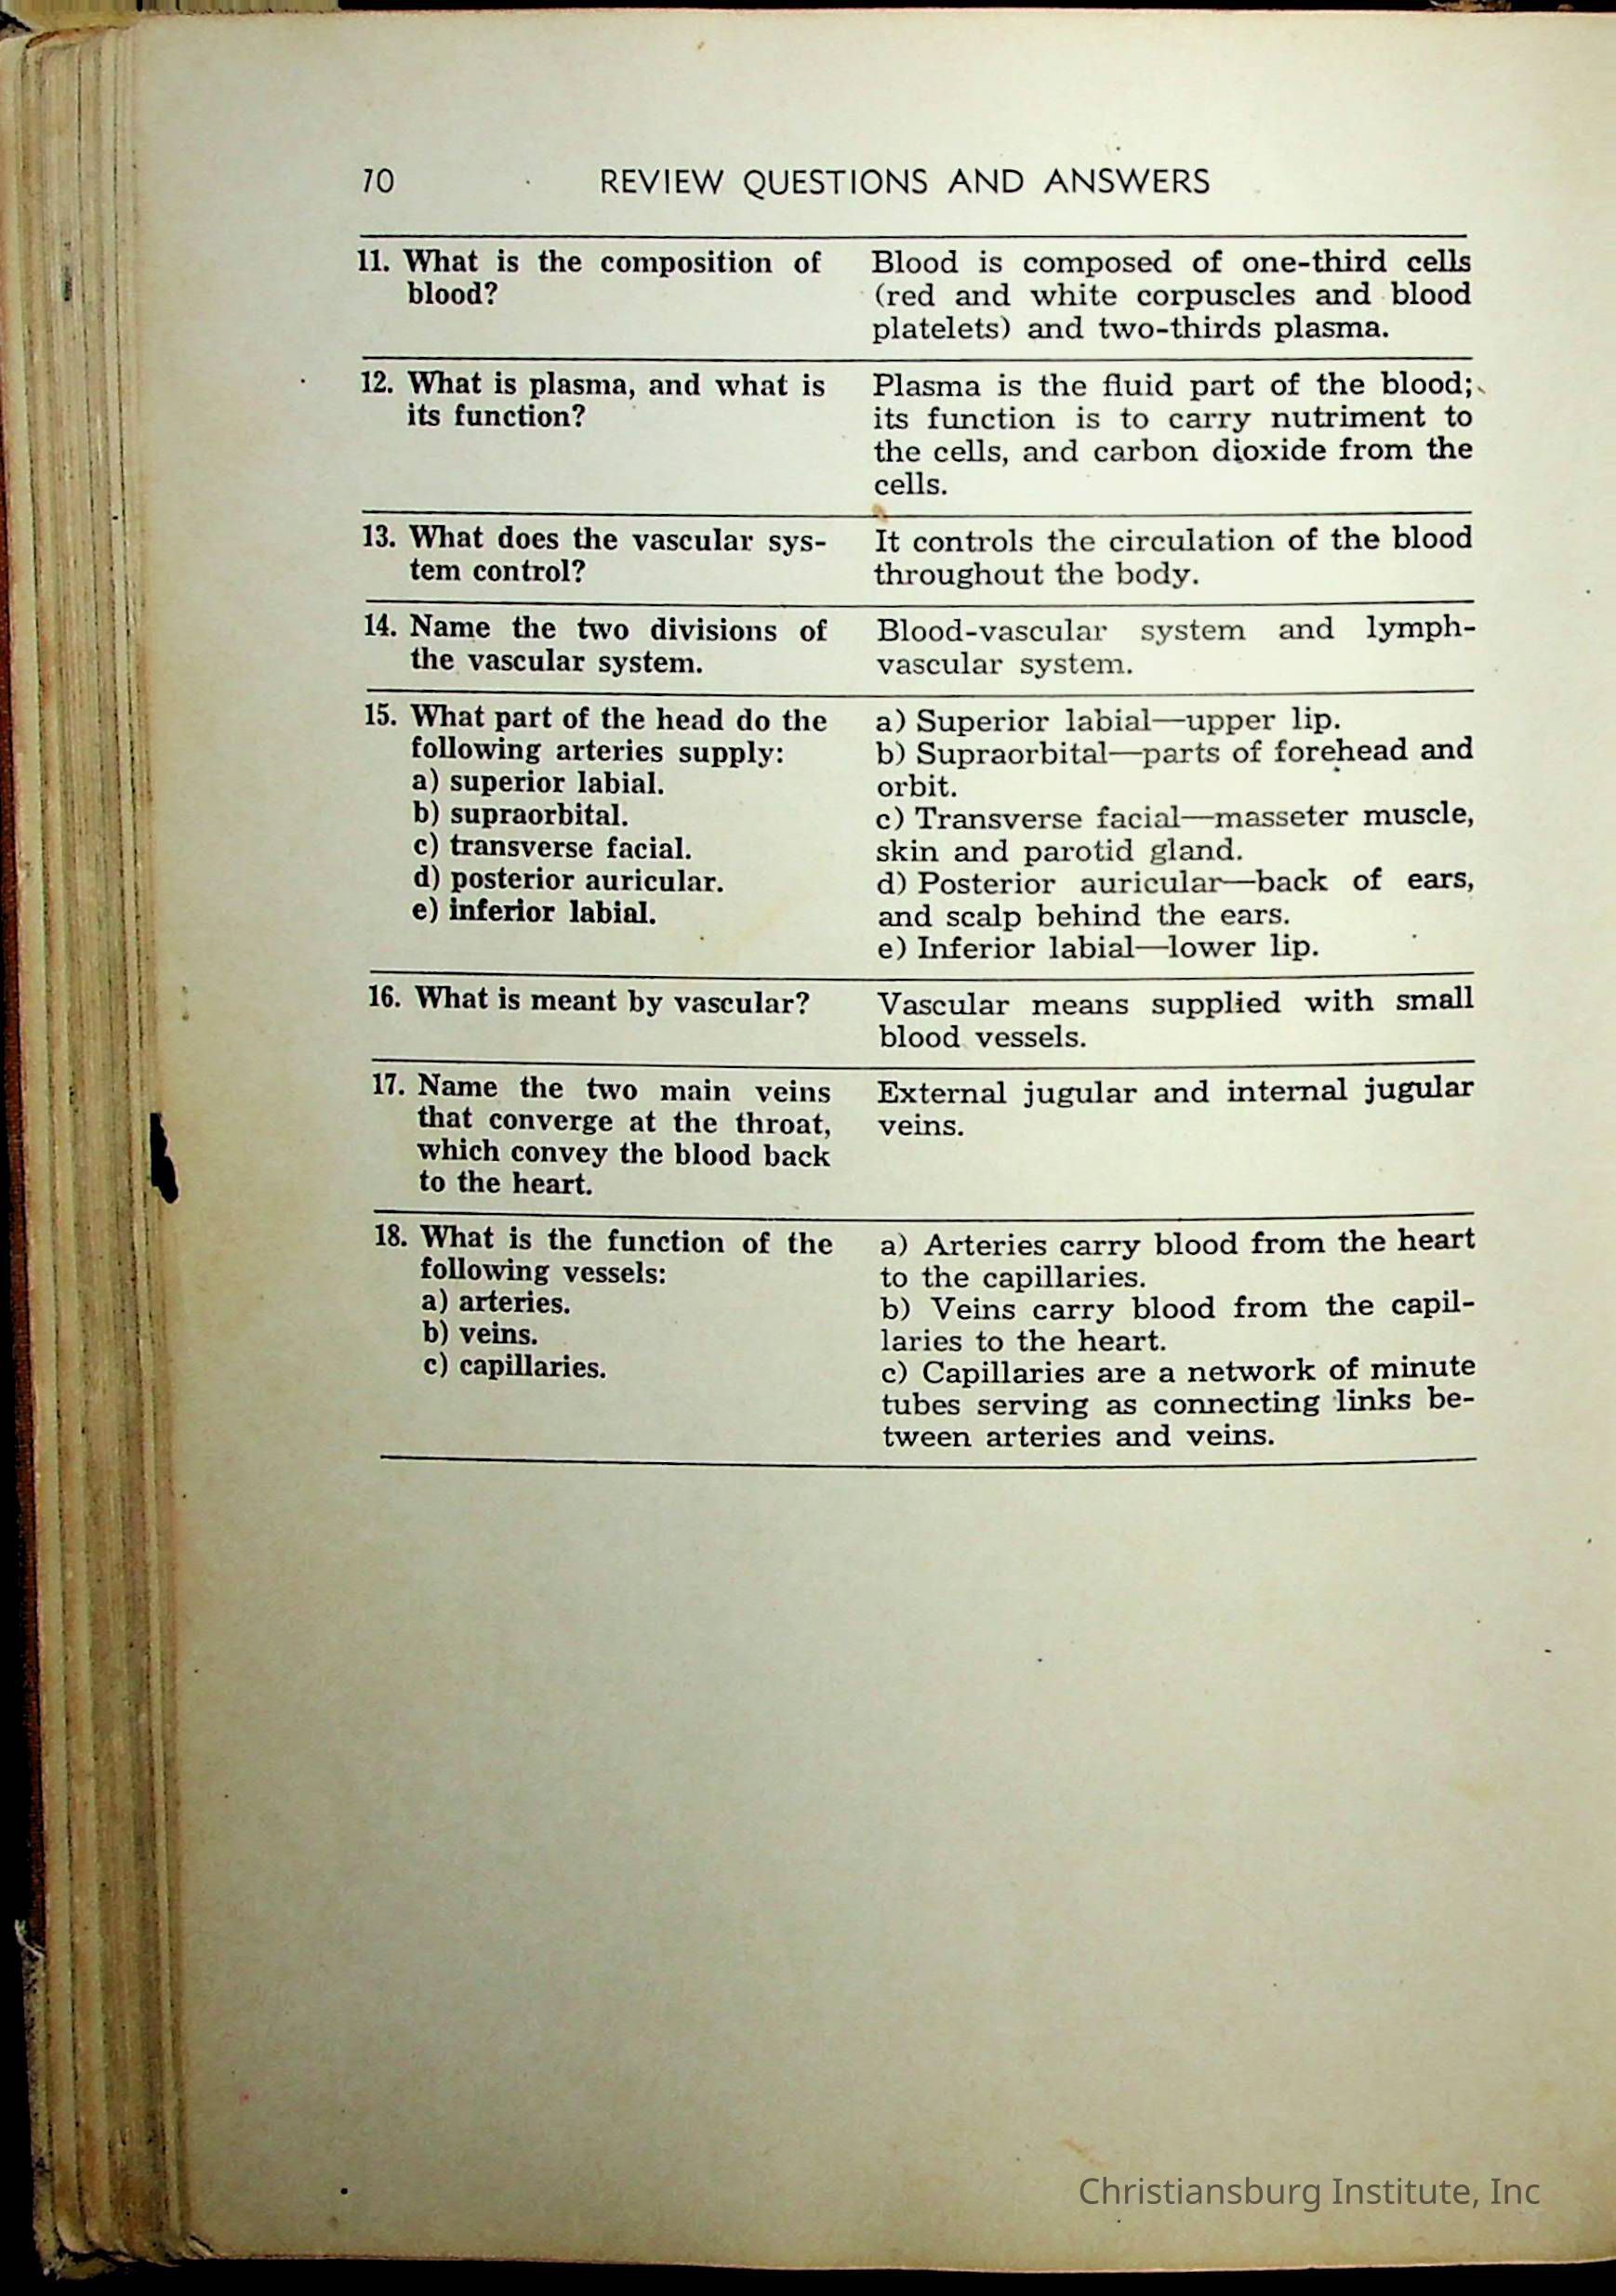 70 REVIEW QUESTIONS AND ANSWERS
11. What is the composition of
blood?
Blood is composed of one-third cells
(red and white corpuscles and blood
platelets) and two-thirds plasma.
12. What is plasma, and what is
its function?
Plasma is the fluid part of the blood;
its function is to carry nutriment to
the cells, and carbon dioxide from the
cells.
13. What does the vascular sys-
tem control?
It controls the circulation of the blood
throughout the body.
14. Name the two divisions of
the vascular system.
Blood-vascular system and lymph-
vascular system.
15. What part of the head do the
following arteries supply:
a) superior labial.
b) supraorbital.
c) transverse facial.
d) posterior auricular.
e) inferior labial.
a) Superior labial—upper lip.
b) Supraorbital—parts of forehead and
orbit.
c) Transverse facial—masseter muscle,
skin and parotid gland.
d) Posterior auricular—back of ears,
and scalp behind the ears.
e) Inferior labial—lower lip.
16. What is meant by vascular?
Vascular means supplied with small
blood vessels.
17. Name the two main veins
that converge at the throat,
which convey the blood back
to the heart.
External jugular and internal jugular
veins.
18. What is the function of the
following vessels:
a) arteries.
b) veins.
c) capillaries.
a) Arteries carry blood from the heart
to the capillaries.
b) Veins carry blood from the capil-
laries to the heart.
c) Capillaries are a network of minute
tubes serving as connecting links be-
tween arteries and veins.
Christiansburg Institute, Inc